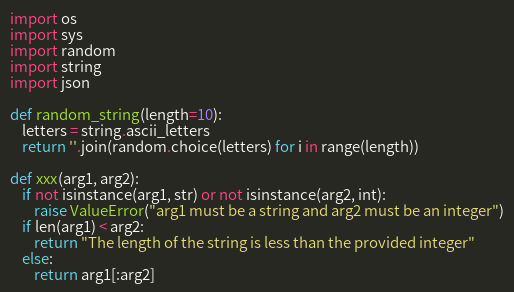 import os
import sys
import random
import string
import json

def random_string(length=10):
    letters = string.ascii_letters
    return ''.join(random.choice(letters) for i in range(length))

def xxx(arg1, arg2):
    if not isinstance(arg1, str) or not isinstance(arg2, int):
        raise ValueError("arg1 must be a string and arg2 must be an integer")
    if len(arg1) < arg2:
        return "The length of the string is less than the provided integer"
    else:
        return arg1[:arg2]